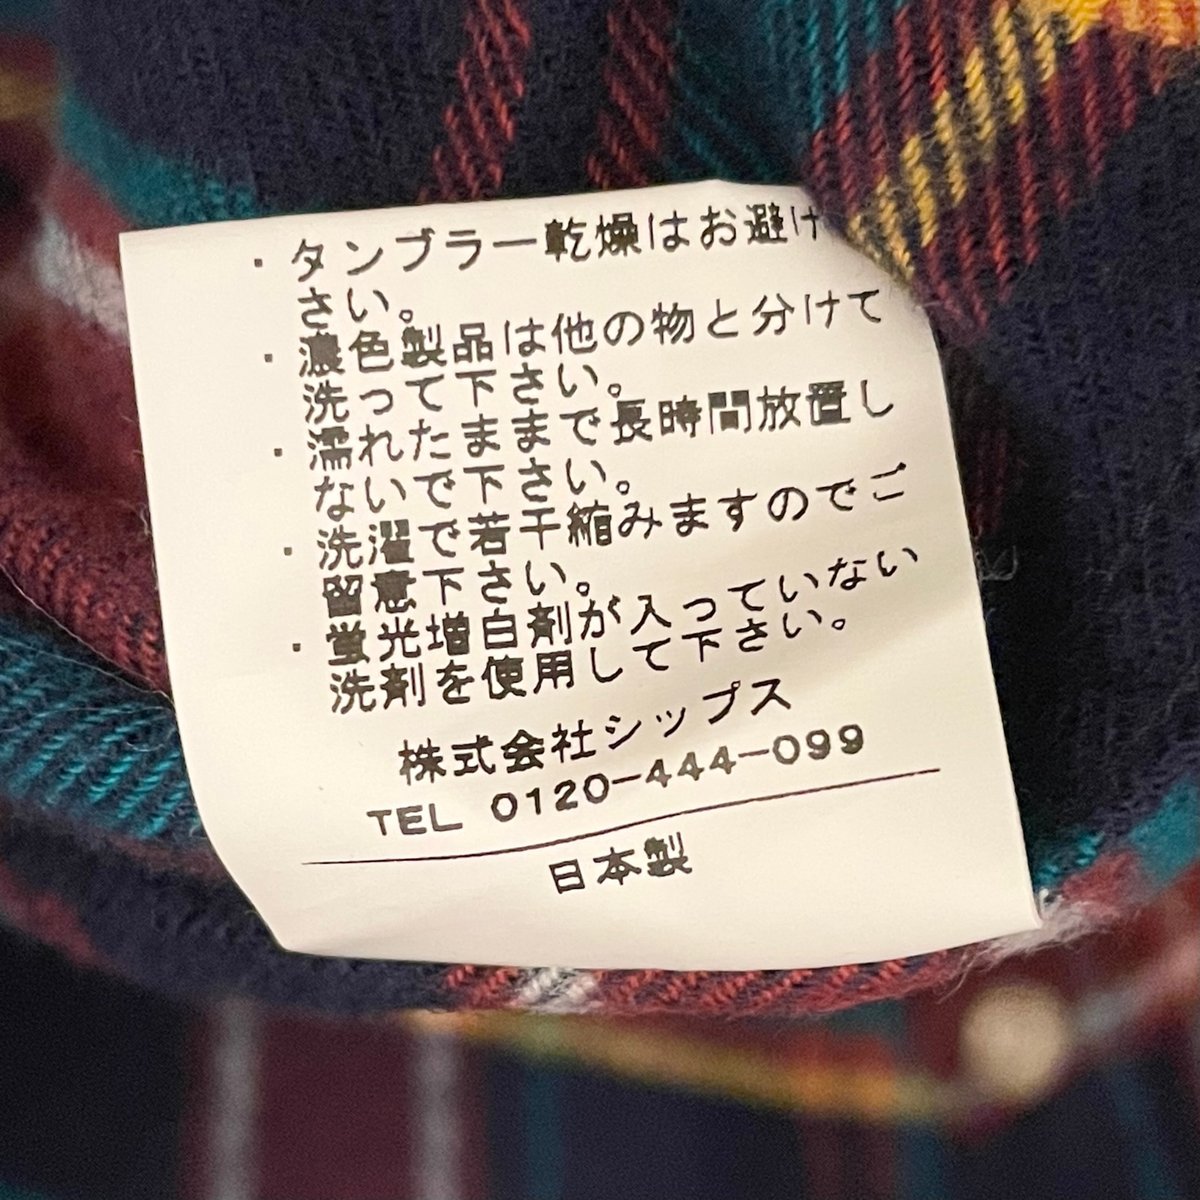 ・タンブラー乾燥はお避け
さい。
・濃色製品は他の物と分けて
洗って下さい。
・濡れたままで長時間放置し
ないで下さい。
・洗濯で若干縮みますのでご
留意下さい。
・蛍光増白剤が入っていない
洗剤を使用して下さい。
株式会社シップス
TEL 0120-444-099
日本製